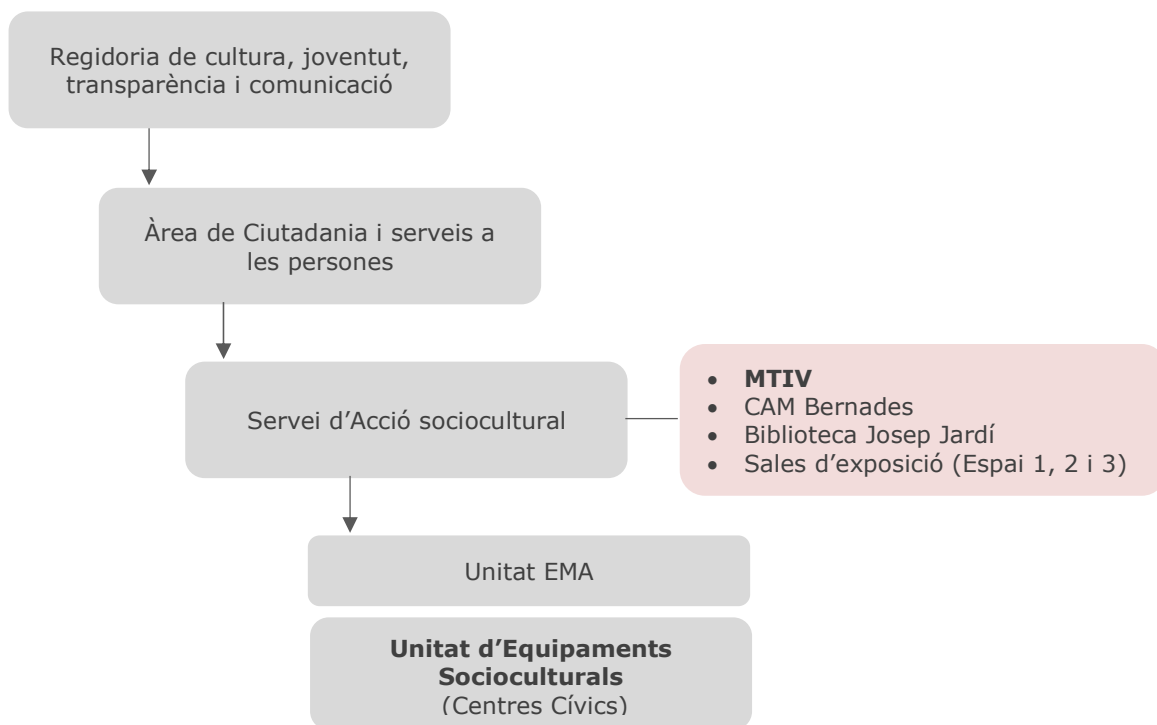 Regidoria de cultura, joventut,
transparència i comunicació
Àrea de Ciutadania i serveis a
les persones
Servei d’Acció sociocultural
• MTIV
• CAM Bernades
• Biblioteca Josep Jardí
• Sales d’exposició (Espai 1, 2 i 3)
Unitat EMA
Unitat d’Equipaments
Socioculturals
(Centres Cívics)